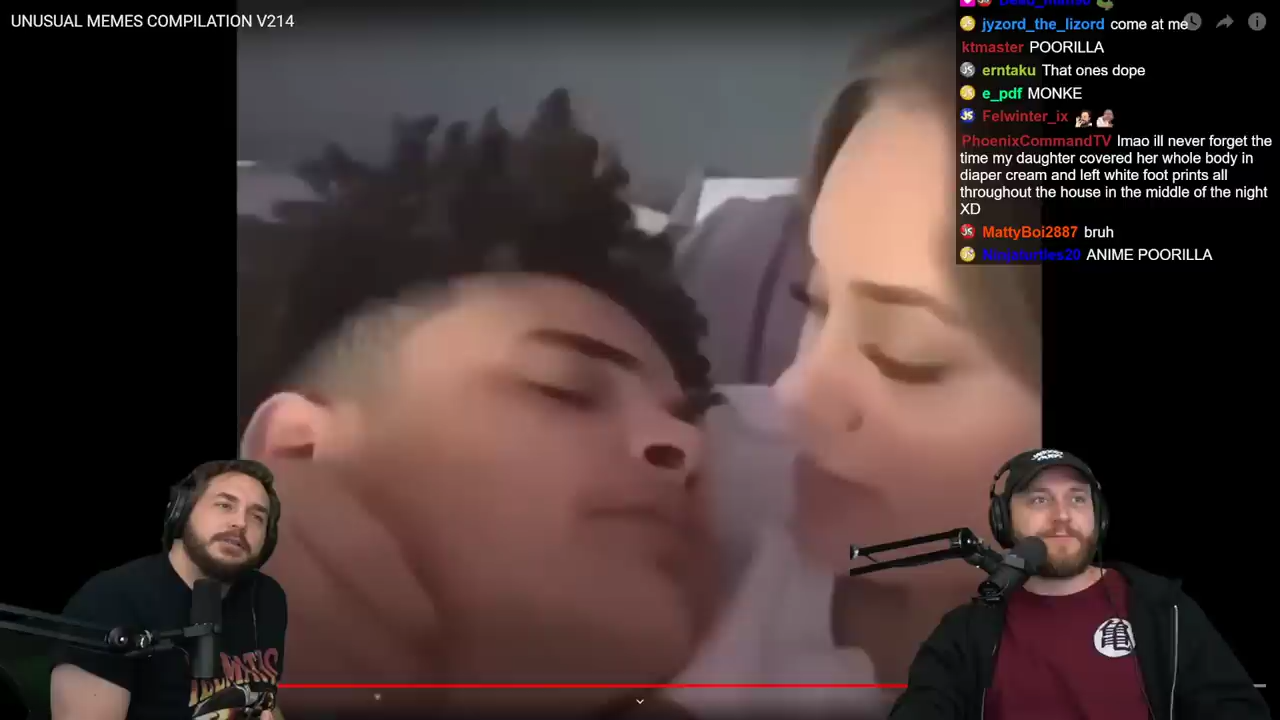 UNUSUAL MEMES COMPILATION V214
jyzord_the_lizord come at me
ktmaster POORILLA
erntaku That ones dope
e_pdf MONKE
Felwinter_ix
PhoenixCommandTV lmao ill never forget the
time my daughter covered her whole body in
diaper cream and left white foot prints all
throughout the house in the middle of the night
XD
MattyBoi2887 bruh
Ninjaturtles20 ANIME POORILLA
亀